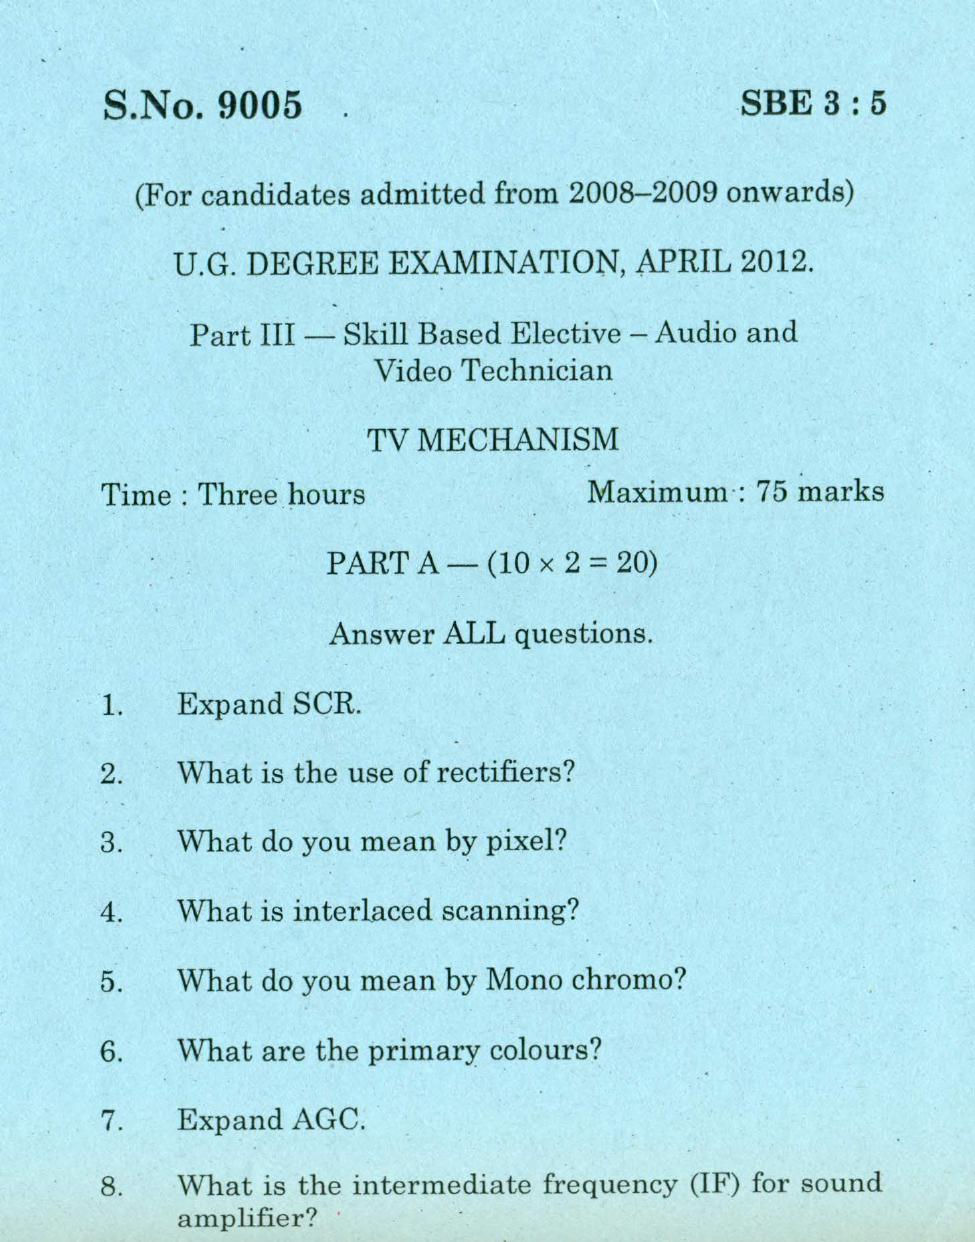 S.No. 9005
SBE 3 : 5
(For candidates admitted from 2008–2009 onwards)
U.G. DEGREE EXAMINATION, APRIL 2012.
Part III — Skill Based Elective – Audio and
Video Technician
TV MECHANISM
Time : Three hours
Maximum : 75 marks
PART A — (10 × 2 = 20)
Answer ALL questions.
1. Expand SCR.
2. What is the use of rectifiers?
3. What do you mean by pixel?
4. What is interlaced scanning?
5. What do you mean by Mono chromo?
6. What are the primary colours?
7. Expand AGC.
8. What is the intermediate frequency (IF) for sound
amplifier?